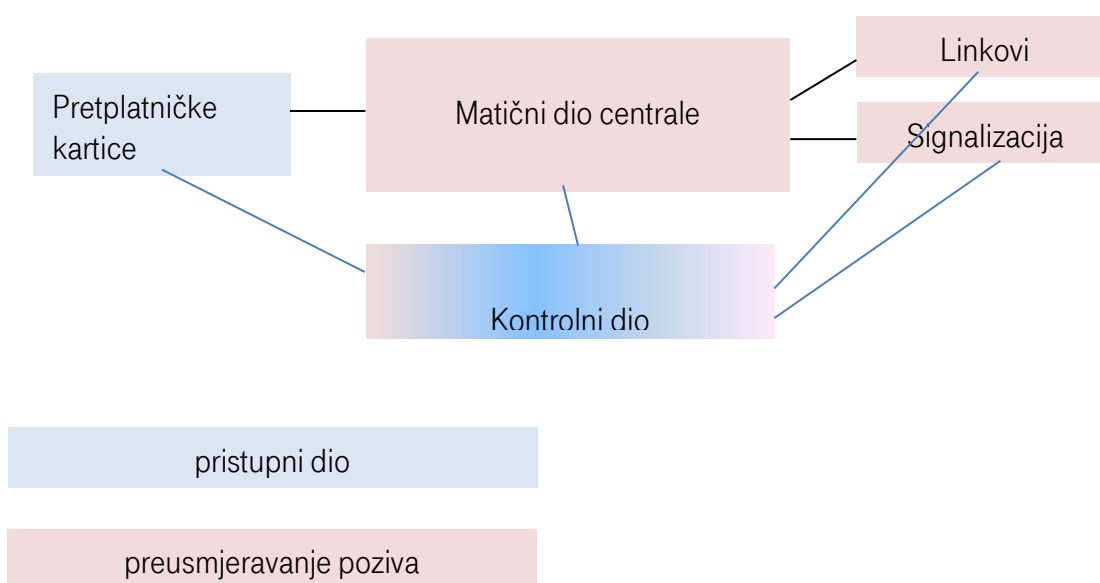 Linkovi
Pretplatničke
kartice
Matični dio centrale
Signalizacija
Kontrolni dio
pristupni dio
preusmjeravanje poziva